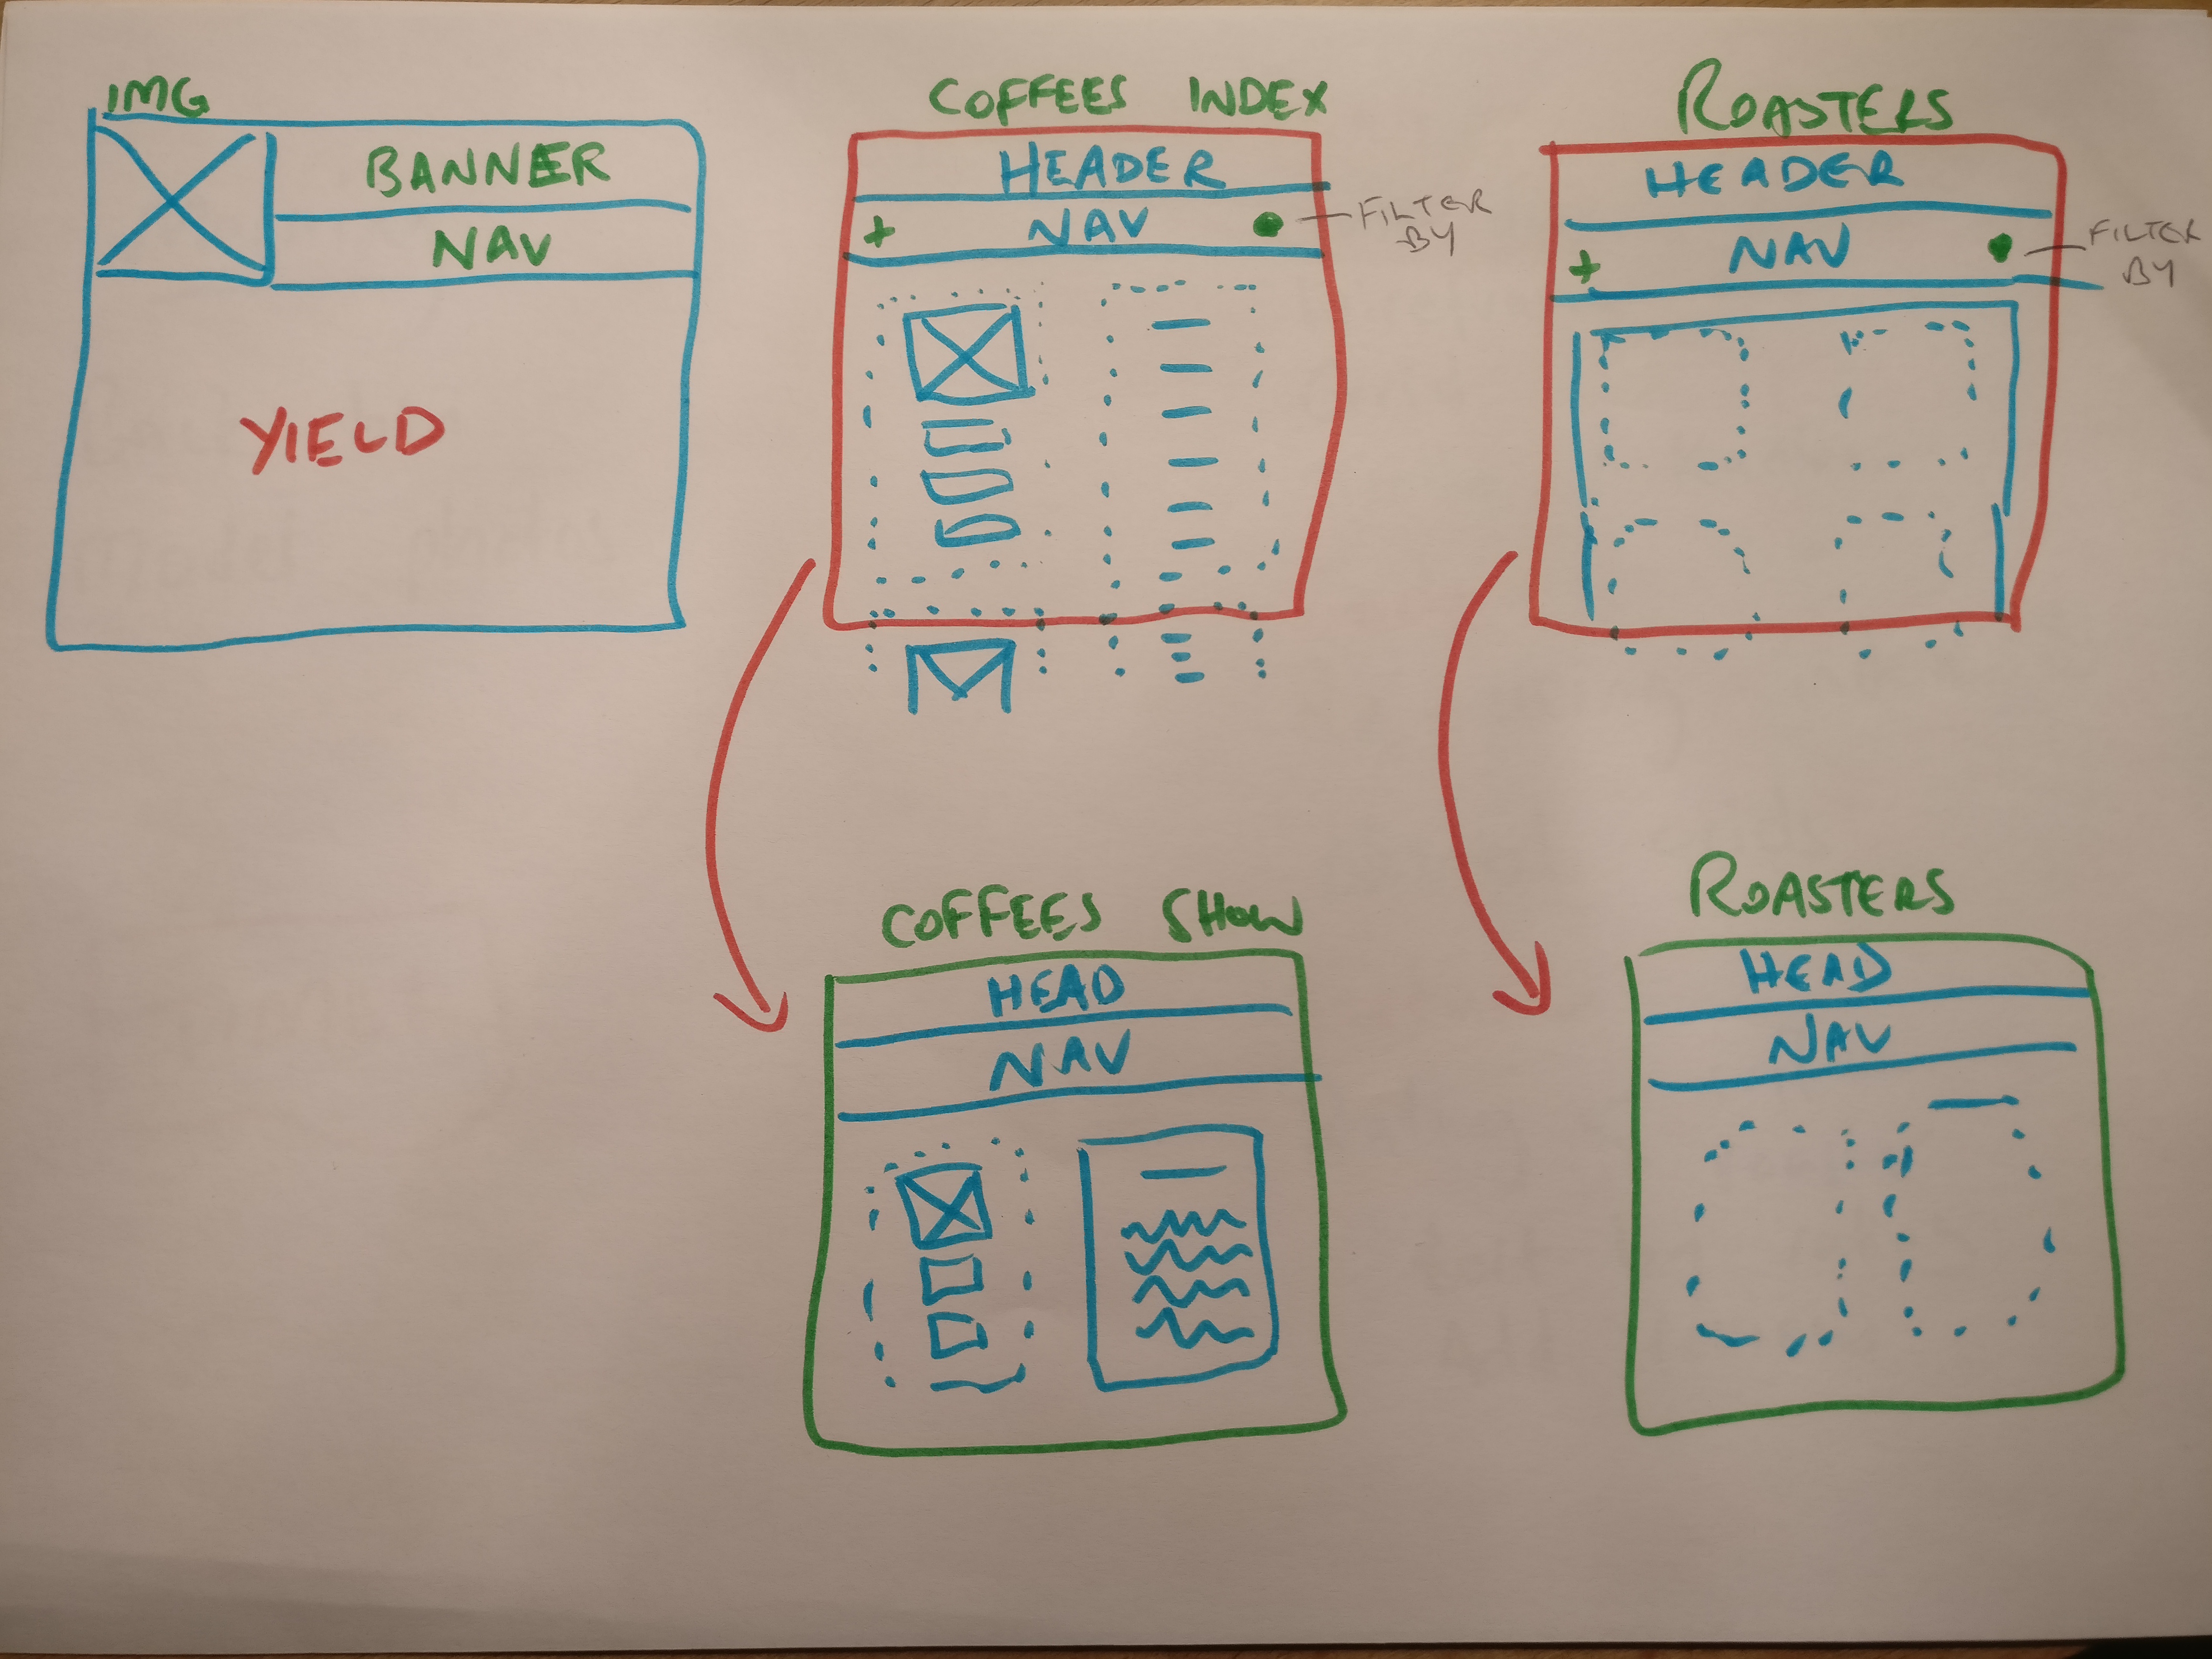 IMG
BANNER
NAV
YIELD
COFFEES INDEX
HEADER
+ NAV
FILTER
BY
ROASTERS
HEADER
+ NAV
FILTER
BY
COFFEES SHOW
HEAD
NAV
ROASTERS
HEAD
NAV